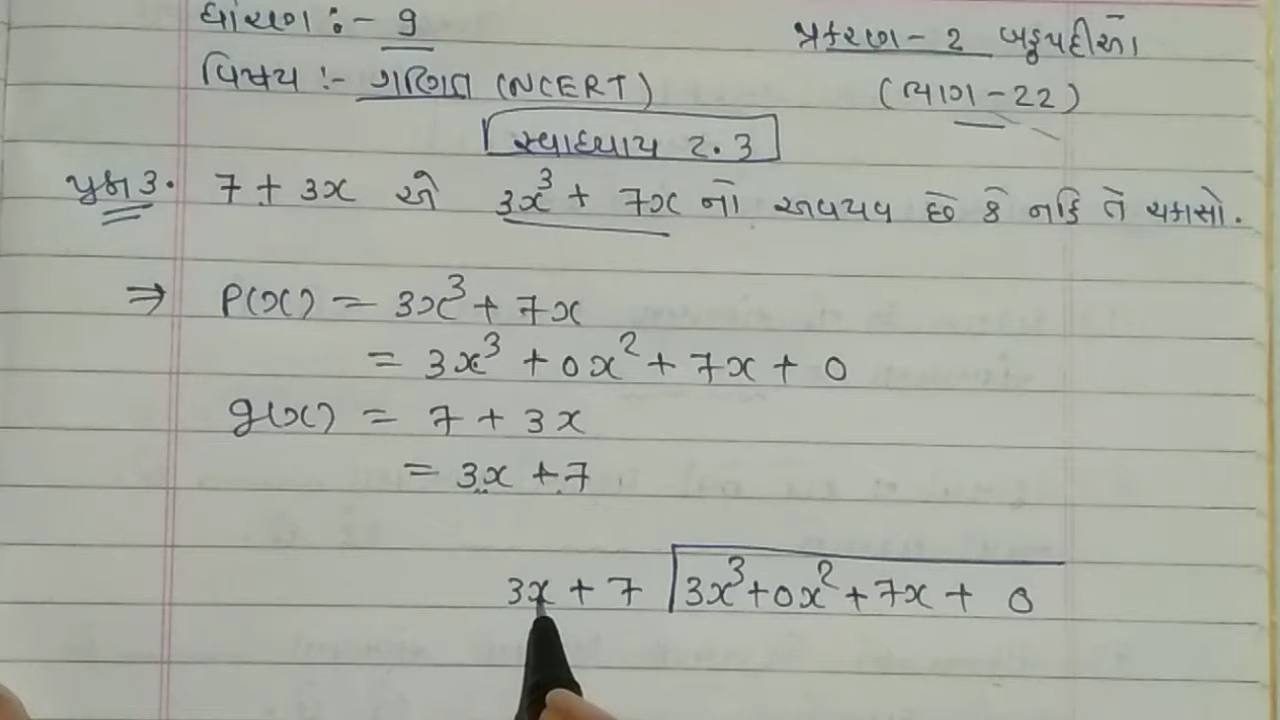 ધોરણ :- 9
પ્રકરણ - 2 બહુપદીઓ
વિષય :- ગણિત (NCERT)
(ભાગ - 22)
સ્વાધ્યાય 2.3
પ્રશ્ન 3. 7 + 3x એ 3x³ + 7x નો અવયવ છે કે નહિ તે ચકાસો.
⇒ P(x) = 3x³ + 7x
= 3x³ + 0x² + 7x + 0
g(x) = 7 + 3x
= 3x + 7
3x + 7 3x³ + 0x² + 7x + 0